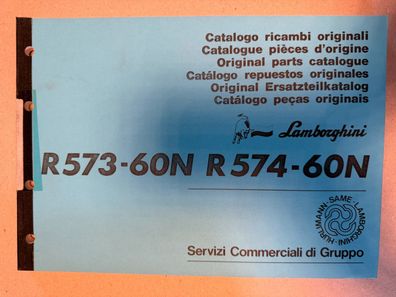 Catalogo ricambi originali
Catalogue pièces d'origine
Original parts catalogue
Catálogo repuestos originales
Original Ersatzteilkatalog
Catálogo peças originais
Lamborghini
R573-60N R574-60N
HÜRLIMANN-SAME-LAMBORGHINI
Servizi Commerciali di Gruppo